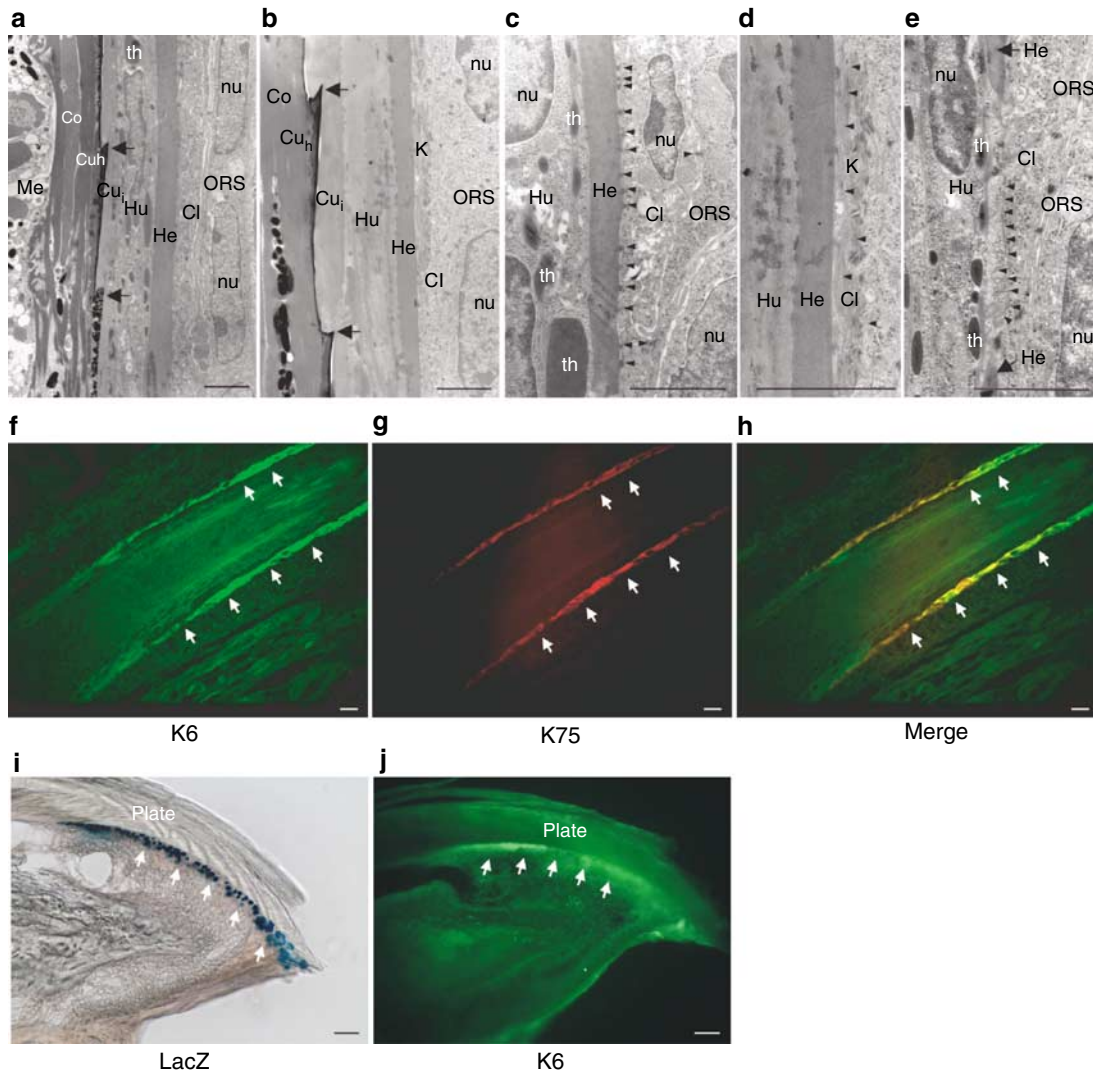 a
b
c
d
e
th
Co
Cuh
Me
Cui
Hu
He
Cl
ORS
nu
nu
Co
Cuh
Cui
Hu
He
K
Cl
ORS
nu
nu
th
Hu
He
th
th
nu
Cl
ORS
nu
Hu
He
K
Cl
nu
He
ORS
th
Cl
Hu
ORS
th
He
nu
f
g
h
K6
K75
Merge
i
j
Plate
Plate
LacZ
K6